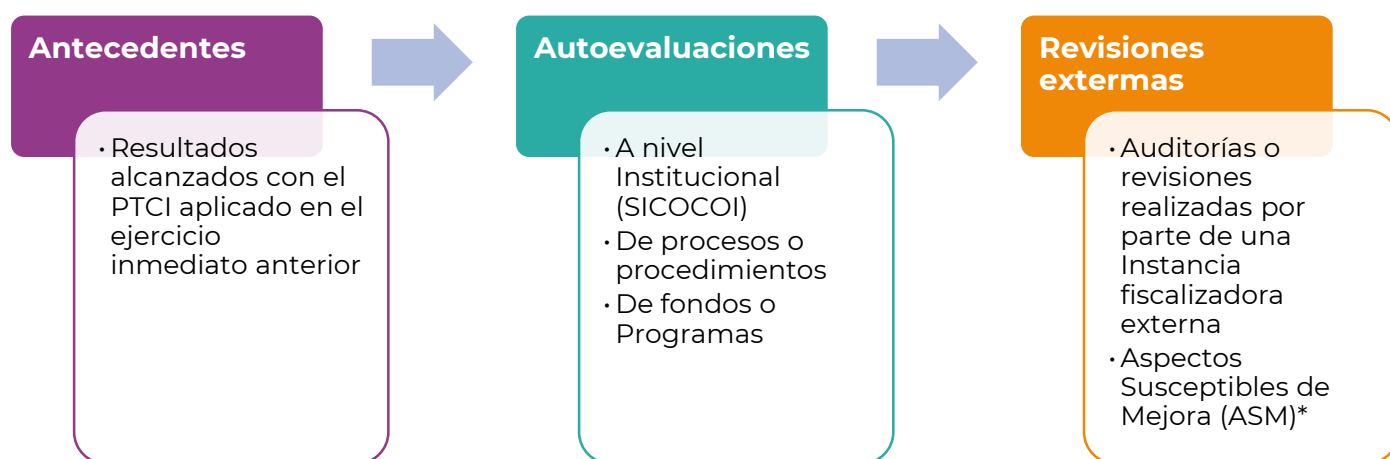 Antecedentes
· Resultados
alcanzados con el
PTCI aplicado en el
ejercicio
inmediato anterior
Autoevaluaciones
· A nivel
Institucional
(SICOCOI)
· De procesos o
procedimientos
· De fondos o
Programas
Revisiones
extermas
· Auditorías o
revisiones
realizadas por
parte de una
Instancia
fiscalizadora
externa
· Aspectos
Susceptibles de
Mejora (ASM)*